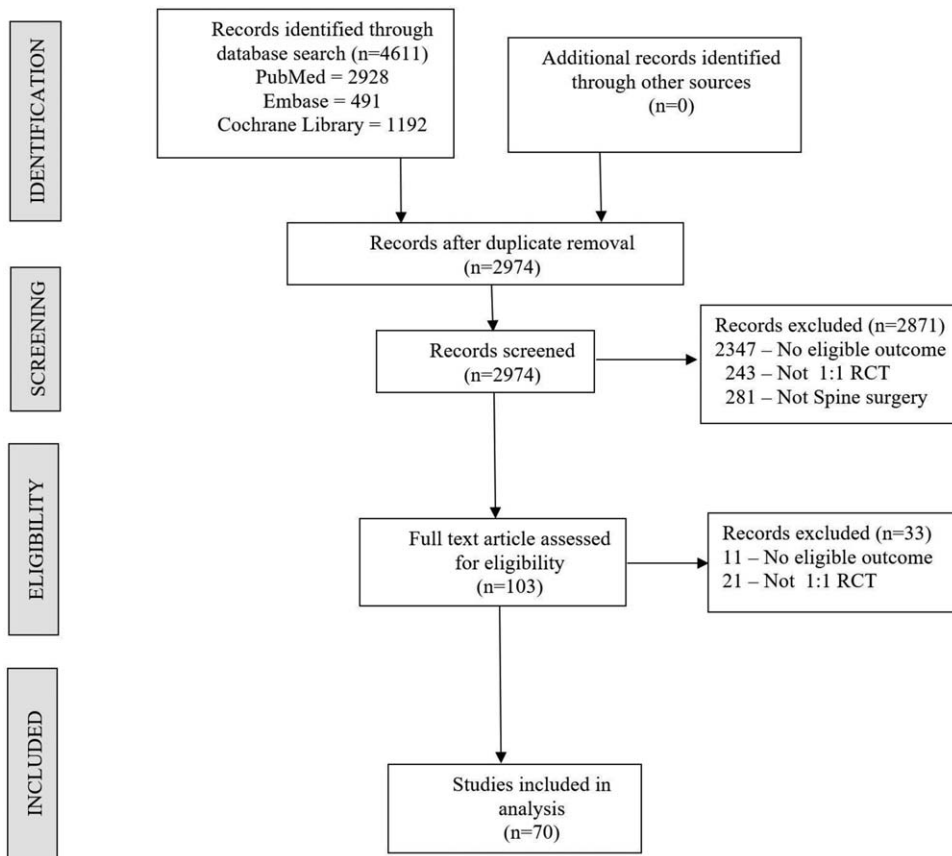 IDENTIFICATION
Records identified through
database search (n=4611)
PubMed = 2928
Embase = 491
Cochrane Library = 1192
Additional records identified
through other sources
(n=0)
Records after duplicate removal
(n=2974)
SCREENING
Records screened
(n=2974)
Records excluded (n=2871)
2347 – No eligible outcome
243 – Not 1:1 RCT
281 – Not Spine surgery
ELIGIBILITY
Full text article assessed
for eligibility
(n=103)
Records excluded (n=33)
11 – No eligible outcome
21 – Not 1:1 RCT
INCLUDED
Studies included in
analysis
(n=70)